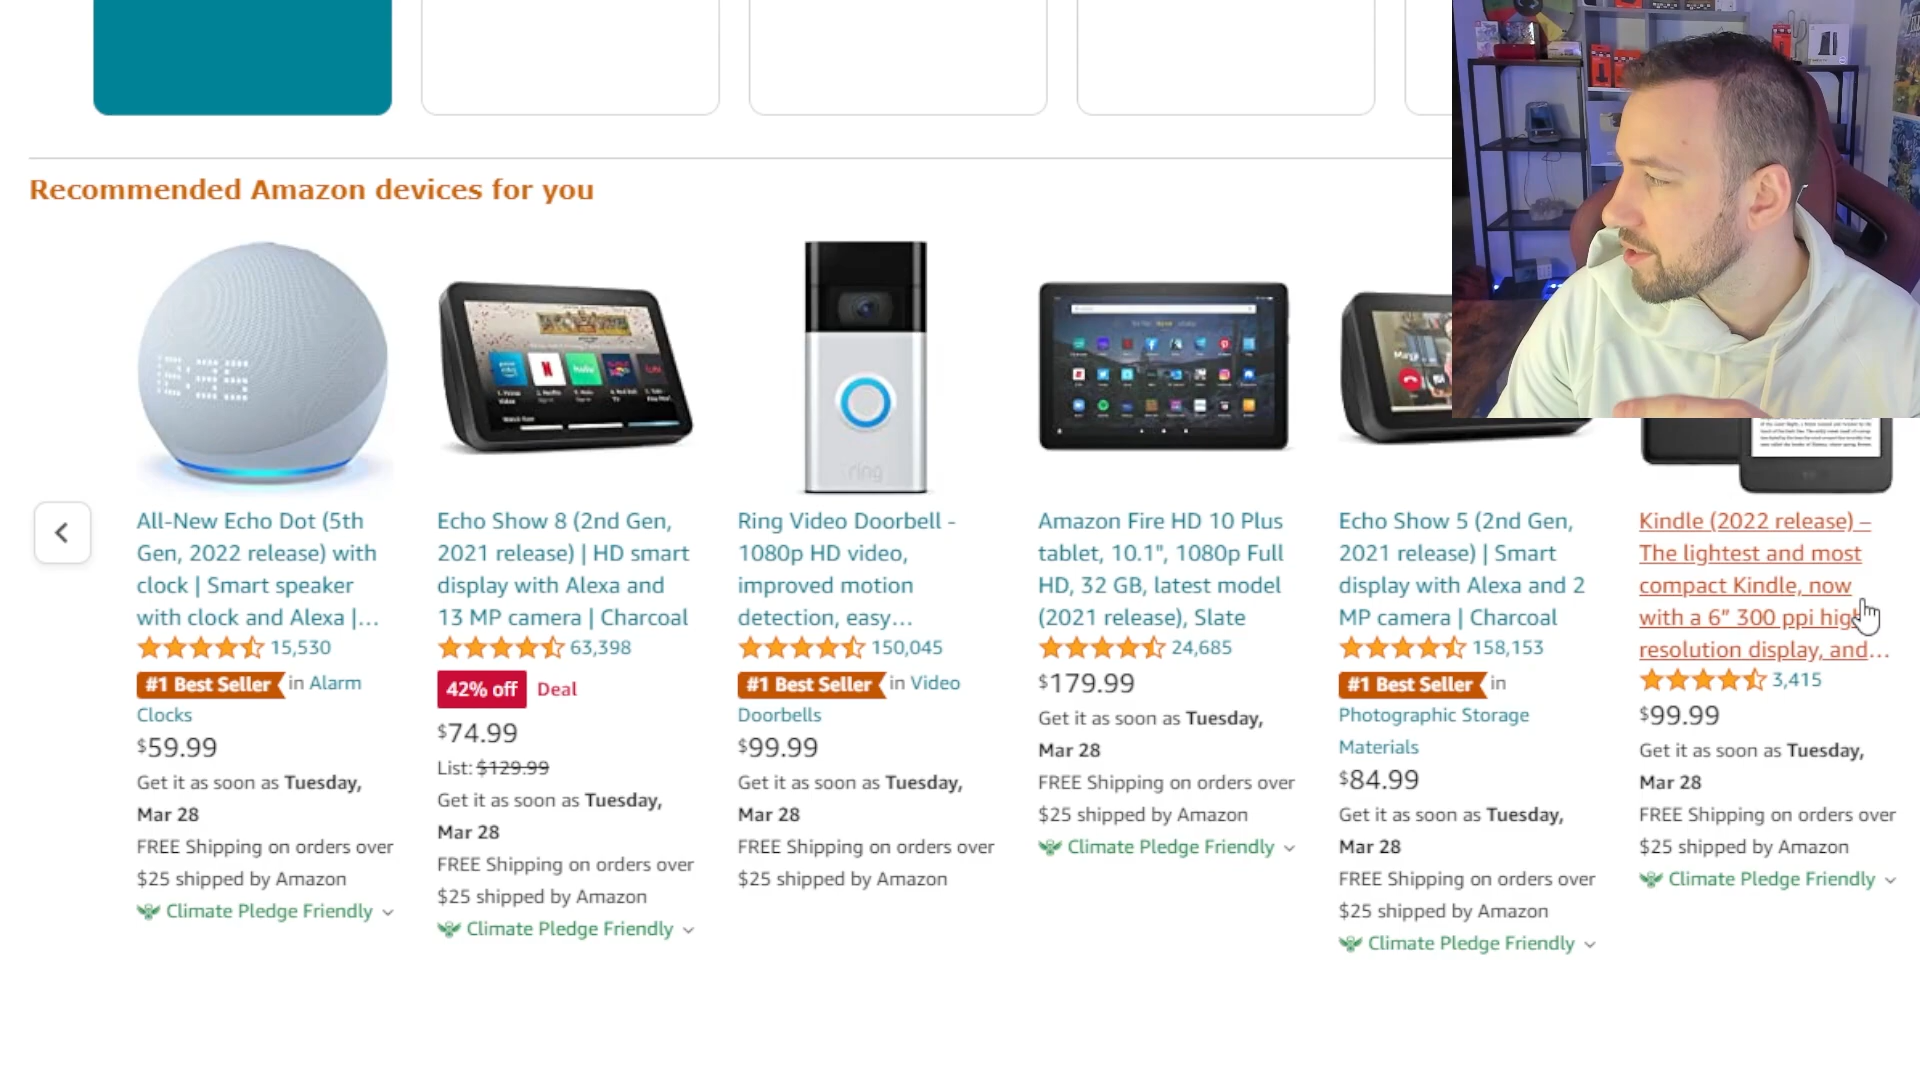 Recommended Amazon devices for you
ring
All-New Echo Dot (5th
Gen, 2022 release) with
clock | Smart speaker
with clock and Alexa |...
15,530
#1 Best Seller in Alarm
Clocks
$59.99
Get it as soon as Tuesday,
Mar 28
FREE Shipping on orders over
$25 shipped by Amazon
Climate Pledge Friendly
Echo Show 8 (2nd Gen,
2021 release) | HD smart
display with Alexa and
13 MP camera | Charcoal
63,398
42% off Deal
$74.99
List: $129.99
Get it as soon as Tuesday,
Mar 28
FREE Shipping on orders over
$25 shipped by Amazon
Climate Pledge Friendly
Ring Video Doorbell -
1080p HD video,
improved motion
detection, easy...
150,045
#1 Best Seller in Video
Doorbells
$99.99
Get it as soon as Tuesday,
Mar 28
FREE Shipping on orders over
$25 shipped by Amazon
Amazon Fire HD 10 Plus
tablet, 10.1", 1080p Full
HD, 32 GB, latest model
(2021 release), Slate
24,685
$179.99
Get it as soon as Tuesday,
Mar 28
FREE Shipping on orders over
$25 shipped by Amazon
Climate Pledge Friendly
Echo Show 5 (2nd Gen,
2021 release) | Smart
display with Alexa and 2
MP camera | Charcoal
158,153
#1 Best Seller in
Photographic Storage
Materials
$84.99
Get it as soon as Tuesday,
Mar 28
FREE Shipping on orders over
$25 shipped by Amazon
Climate Pledge Friendly
Kindle (2022 release) –
The lightest and most
compact Kindle, now
with a 6” 300 ppi hig
resolution display, and...
3,415
$99.99
Get it as soon as Tuesday,
Mar 28
FREE Shipping on orders over
$25 shipped by Amazon
Climate Pledge Friendly